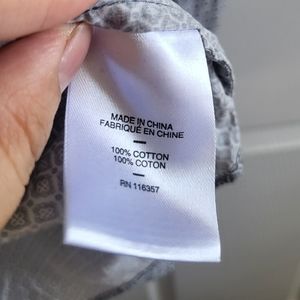 MADE IN CHINA
FABRIQUÉ EN CHINE
100% COTTON
100% COTON
RN 116357